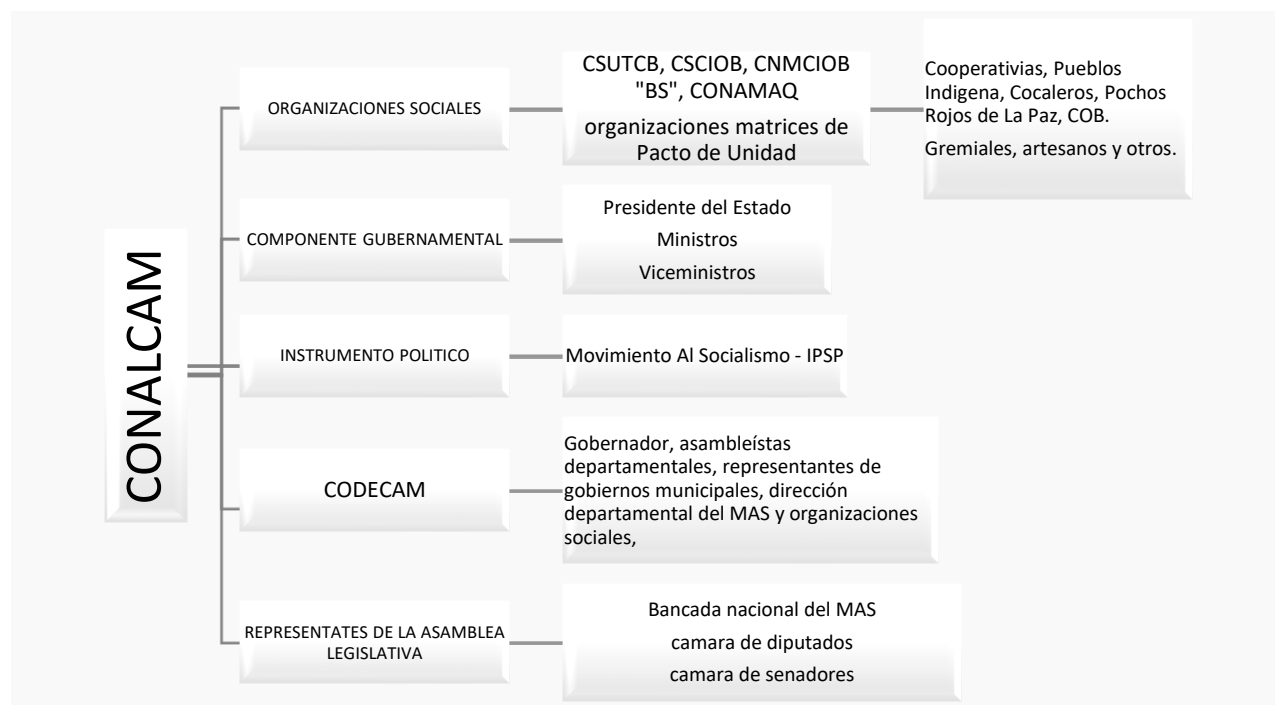 CONALCAM
ORGANIZACIONES SOCIALES
CSUTCB, CSCIOB, CNMCIOB
"BS", CONAMAQ
organizaciones matrices de
Pacto de Unidad
Cooperativias, Pueblos
Indigena, Cocaleros, Pochos
Rojos de La Paz, COB.
Gremiales, artesanos y otros.
COMPONENTE GUBERNAMENTAL
Presidente del Estado
Ministros
Viceministros
INSTRUMENTO POLITICO
Movimiento Al Socialismo - IPSP
CODECAM
Gobernador, asambleístas
departamentales, representantes de
gobiernos municipales, dirección
departamental del MAS y organizaciones
sociales,
REPRESENTATES DE LA ASAMBLEA
LEGISLATIVA
Bancada nacional del MAS
camara de diputados
camara de senadores